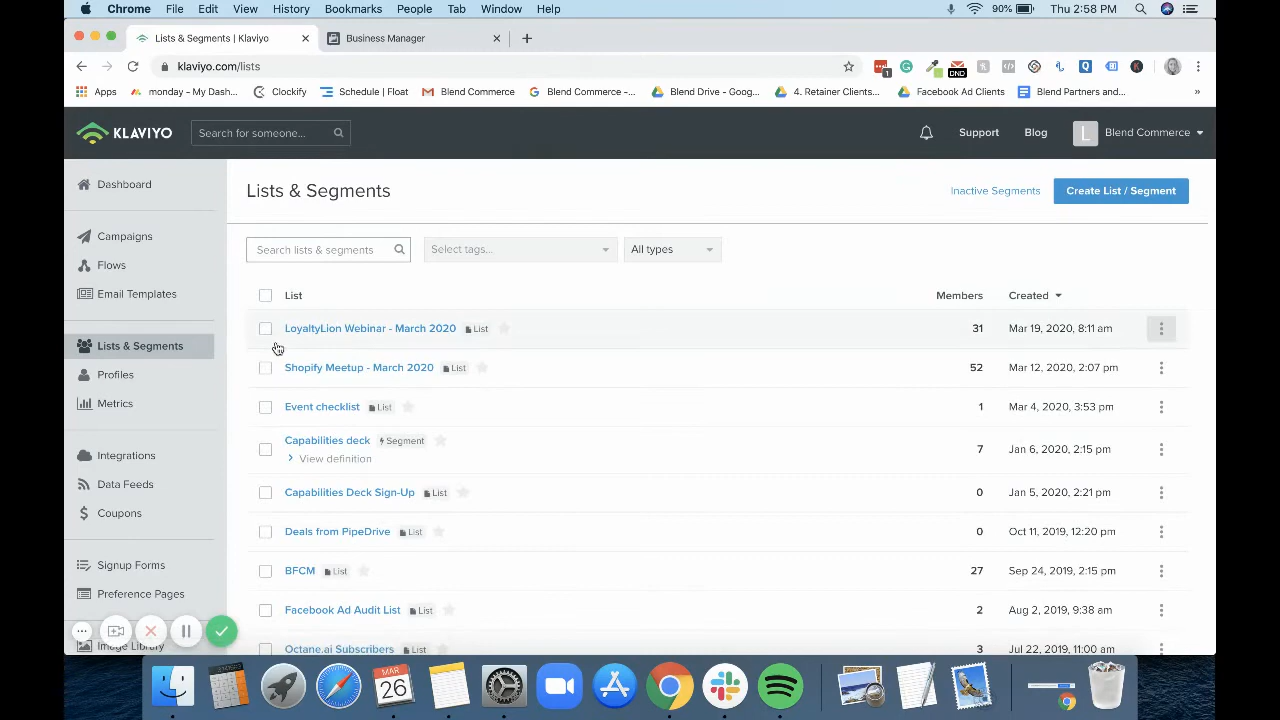 Chrome File Edit View History Bookmarks People Tab Window Help 90% Thu 2:58 PM
Lists & Segments | Klaviyo Business Manager
klaviyo.com/lists 1 DND
Apps monday - My Dash... Clockify Schedule | Float Blend Commerce -... Blend Commerce -... Blend Drive - Goog... 4. Retainer Clients... Facebook Ad Clients Blend Partners and... »
KLAVIYO Search for someone... Support Blog L Blend Commerce
Dashboard
Campaigns
Flows
Email Templates
Lists & Segments
Profiles
Metrics
Integrations
Data Feeds
Coupons
Signup Forms
Preference Pages
Image Library
Lists & Segments Inactive Segments Create List / Segment
Search lists & segments Select tags... All types
List Members Created
LoyaltyLion Webinar - March 2020 List 31 Mar 19, 2020, 8:11 am
Shopify Meetup - March 2020 List 52 Mar 12, 2020, 2:07 pm
Event checklist List 1 Mar 4, 2020, 3:53 pm
Capabilities deck Segment 7 Jan 6, 2020, 2:15 pm
View definition
Capabilities Deck Sign-Up List 0 Jan 5, 2020, 2:21 pm
Deals from PipeDrive List 0 Oct 11, 2019, 12:20 pm
BFCM List 27 Sep 24, 2019, 2:15 pm
Facebook Ad Audit List List 2 Aug 2, 2019, 9:38 am
Octane.ai Subscribers List 3 Jul 22, 2019, 11:00 am
MAR
26